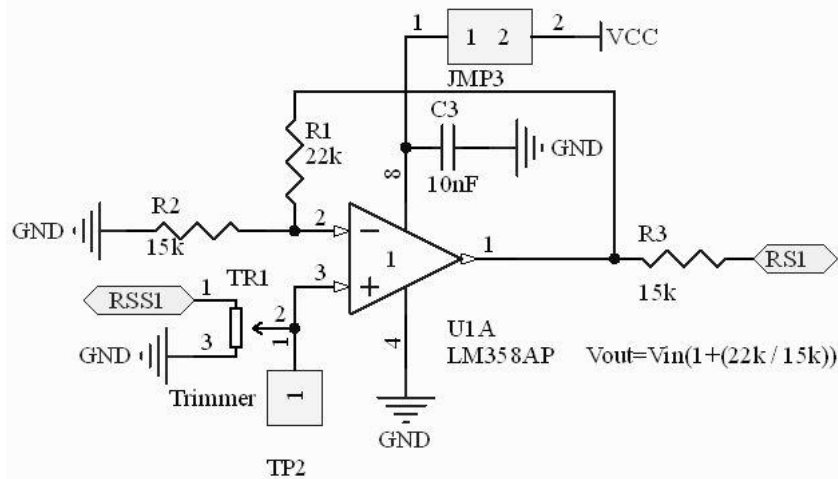 1
1 2
2
VCC
JMP3
R1
22k
C3
GND
8
10nF
R2
GND
15k
2
−
1
3
+
1
R3
RS1
15k
TR1
RSS1
1
2
1
GND
3
4
U1A
LM358AP
Vout=Vin(1+(22k / 15k))
Trimmer
1
GND
TP2